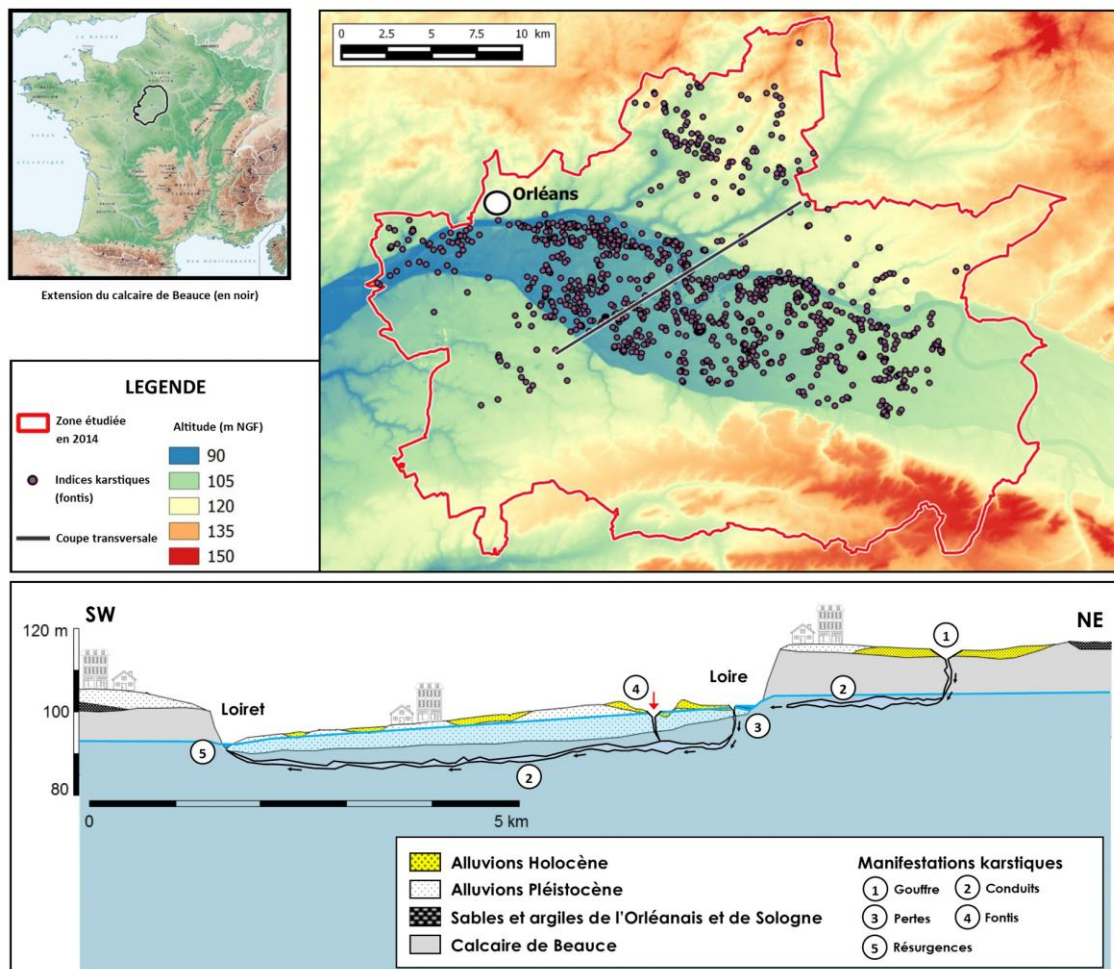 LA MANCHE
Extension du calcaire de Beauce (en noir)
0 2.5 5 7.5 10 km
Orléans
LEGENDE
Zone étudiée
en 2014
Indices karstiques
(fontis)
Coupe transversale
Altitude (m NGF)
90
105
120
135
150
SW
NE
120 m
100
80
Loiret
Loire
1
2
3
4
5
2
0
5 km
Alluvions Holocène
Alluvions Pléistocène
Sables et argiles de l'Orléanais et de Sologne
Calcaire de Beauce
Manifestations karstiques
1 Gouffre
2 Conduits
3 Pertes
4 Fontis
5 Résurgences